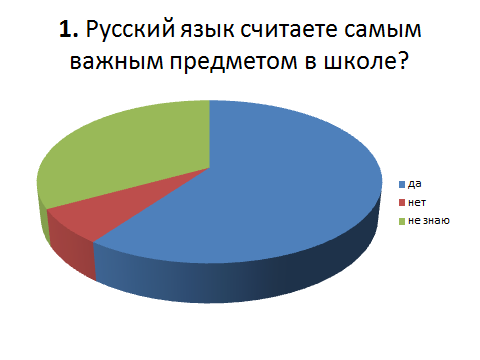 1. Русский язык считаете самым
важным предметом в школе?
да
нет
не знаю